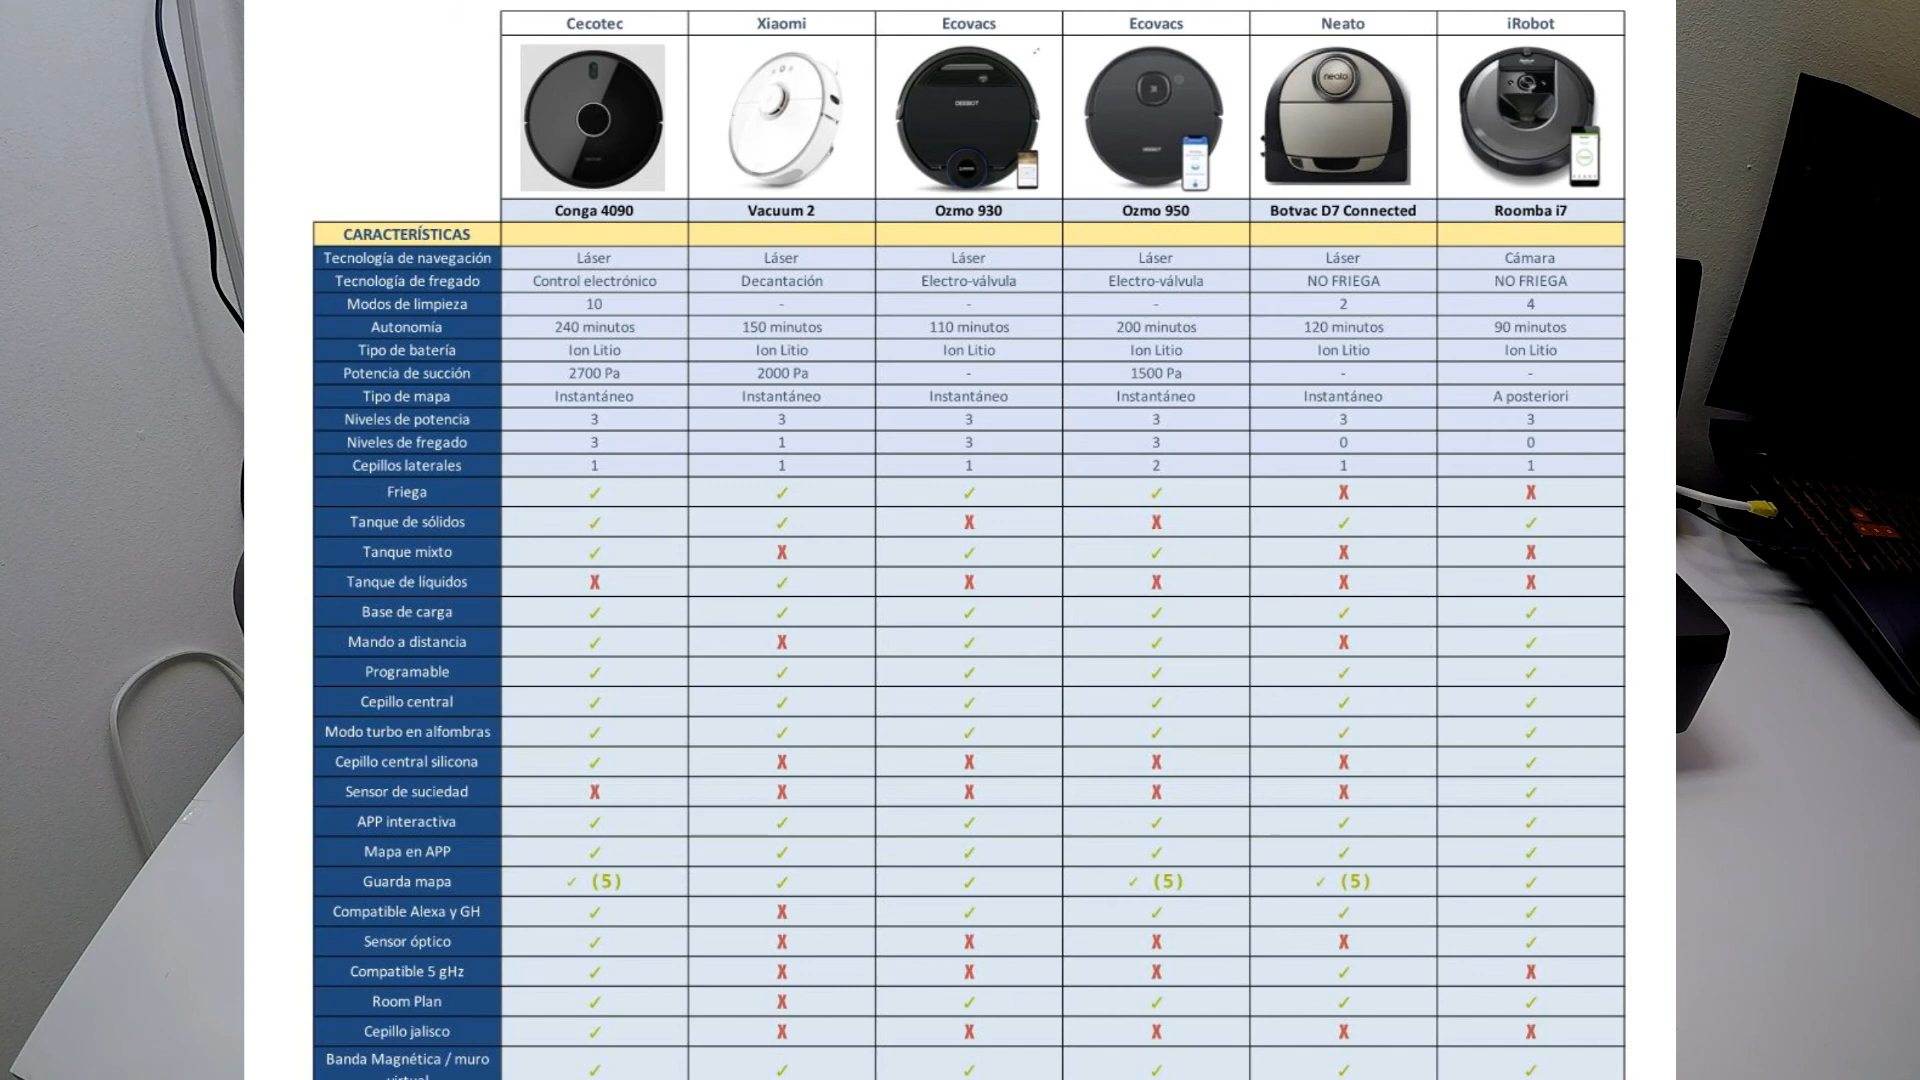 Cecotec Xiaomi Ecovacs Ecovacs Neato iRobot
DEEBOT
neato
DEEBOT
Conga 4090 Vacuum 2 Ozmo 930 Ozmo 950 Botvac D7 Connected Roomba i7
CARACTERÍSTICAS
Tecnología de navegación Láser Láser Láser Láser Láser Cámara
Tecnología de fregado Control electrónico Decantación Electro-válvula Electro-válvula NO FRIEGA NO FRIEGA
Modos de limpieza 10 - - - 2 4
Autonomía 240 minutos 150 minutos 110 minutos 200 minutos 120 minutos 90 minutos
Tipo de batería Ion Litio Ion Litio Ion Litio Ion Litio Ion Litio Ion Litio
Potencia de succión 2700 Pa 2000 Pa - 1500 Pa - -
Tipo de mapa Instantáneo Instantáneo Instantáneo Instantáneo Instantáneo A posteriori
Niveles de potencia 3 3 3 3 3 3
Niveles de fregado 3 1 3 3 0 0
Cepillos laterales 1 1 1 2 1 1
Friega ✓ ✓ ✓ ✓ X X
Tanque de sólidos ✓ ✓ X X ✓ ✓
Tanque mixto ✓ X ✓ ✓ X X
Tanque de líquidos X ✓ X X X X
Base de carga ✓ ✓ ✓ ✓ ✓ ✓
Mando a distancia ✓ X ✓ ✓ X ✓
Programable ✓ ✓ ✓ ✓ ✓ ✓
Cepillo central ✓ ✓ ✓ ✓ ✓ ✓
Modo turbo en alfombras ✓ ✓ ✓ ✓ ✓ ✓
Cepillo central silicona ✓ X X X X ✓
Sensor de suciedad X X X X X ✓
APP interactiva ✓ ✓ ✓ ✓ ✓ ✓
Mapa en APP ✓ ✓ ✓ ✓ ✓ ✓
Guarda mapa ✓ (5) ✓ ✓ ✓ (5) ✓ (5) ✓
Compatible Alexa y GH ✓ X ✓ ✓ ✓ ✓
Sensor óptico ✓ X X X X ✓
Compatible 5 gHz ✓ X X X ✓ X
Room Plan ✓ X ✓ ✓ ✓ ✓
Cepillo jalisco ✓ X X X X X
Banda Magnética / muro ✓ ✓ ✓ ✓ ✓ ✓